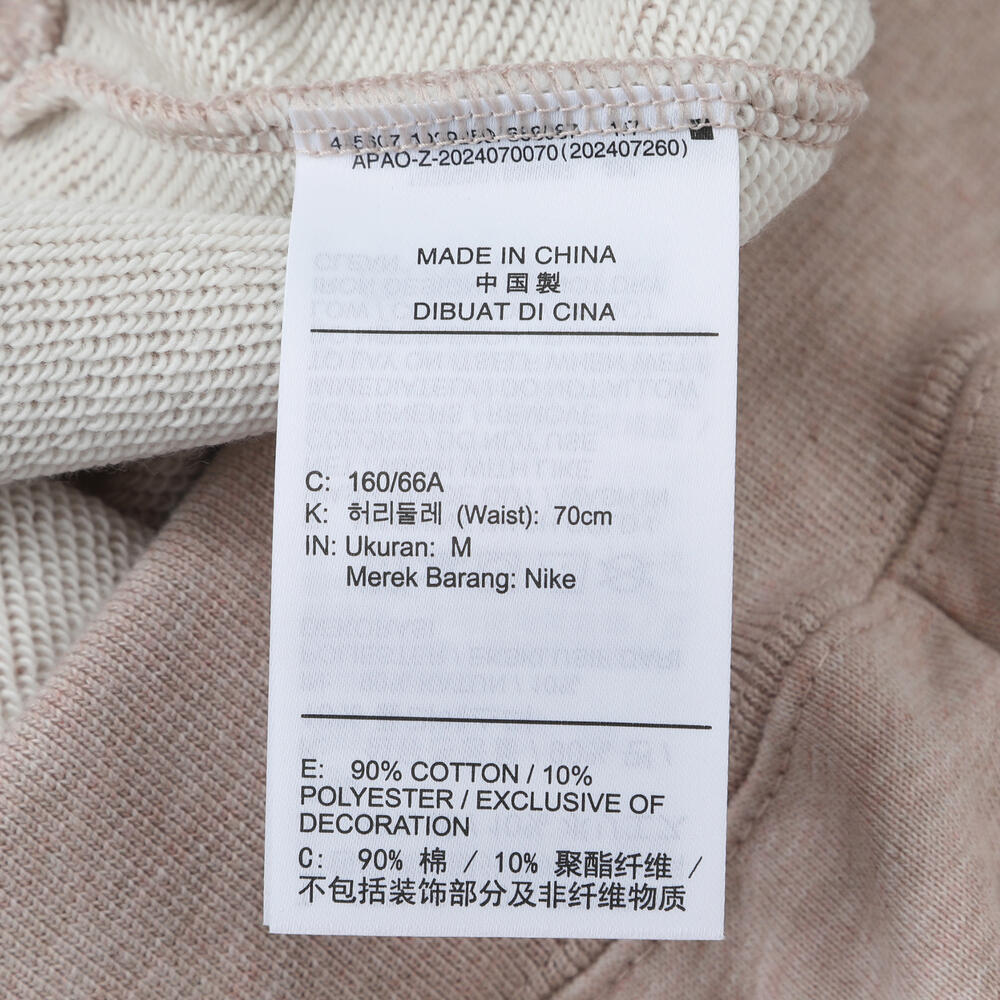 APAO-Z-2024070070(202407260)
MADE IN CHINA
中国製
DIBUAT DI CINA
C: 160/66A
K: 허리둘레 (Waist): 70cm
IN: Ukuran: M
Merek Barang: Nike
E: 90% COTTON / 10%
POLYESTER / EXCLUSIVE OF
DECORATION
C: 90% 棉 / 10% 聚酯纤维 /
不包括装饰部分及非纤维物质